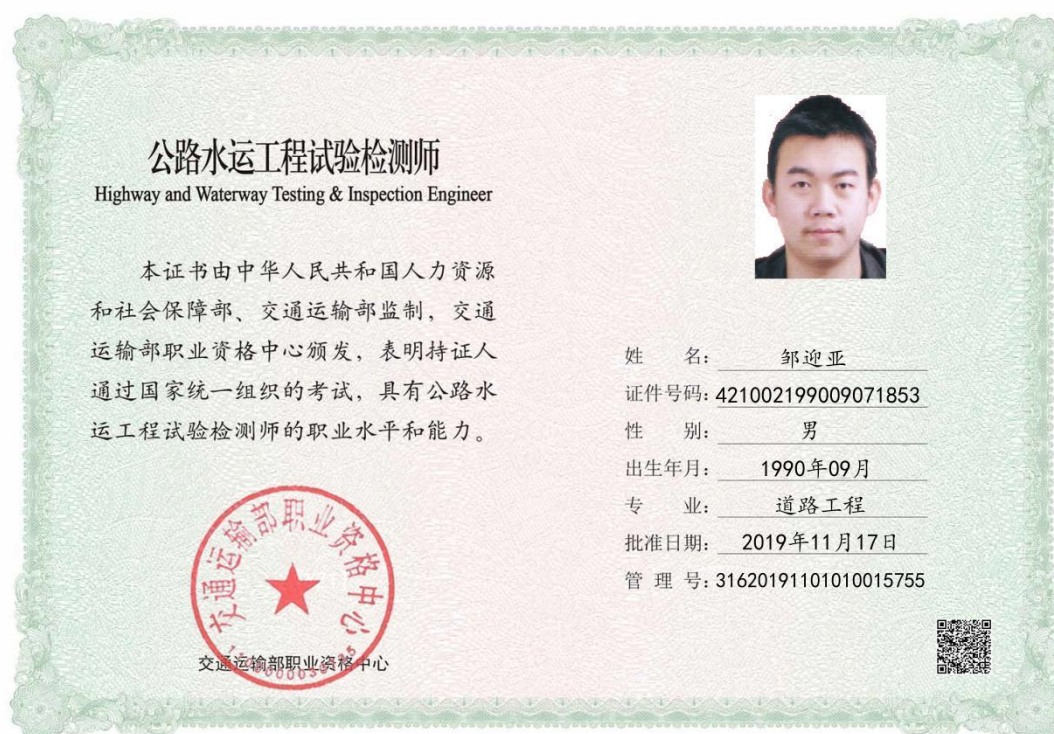 公路水运工程试验检测师
Highway and Waterway Testing & Inspection Engineer
本证书由中华人民共和国人力资源
和社会保障部、交通运输部监制，交通
运输部职业资格中心颁发，表明持证人
通过国家统一组织的考试，具有公路水
运工程试验检测师的职业水平和能力。
交通运输部职业资格中心
交通运输部职业资格中心
姓 名：邹迎亚
证件号码：421002199009071853
性 别：男
出生年月：1990年09月
专 业：道路工程
批准日期：2019年11月17日
管 理 号：31620191101010015755